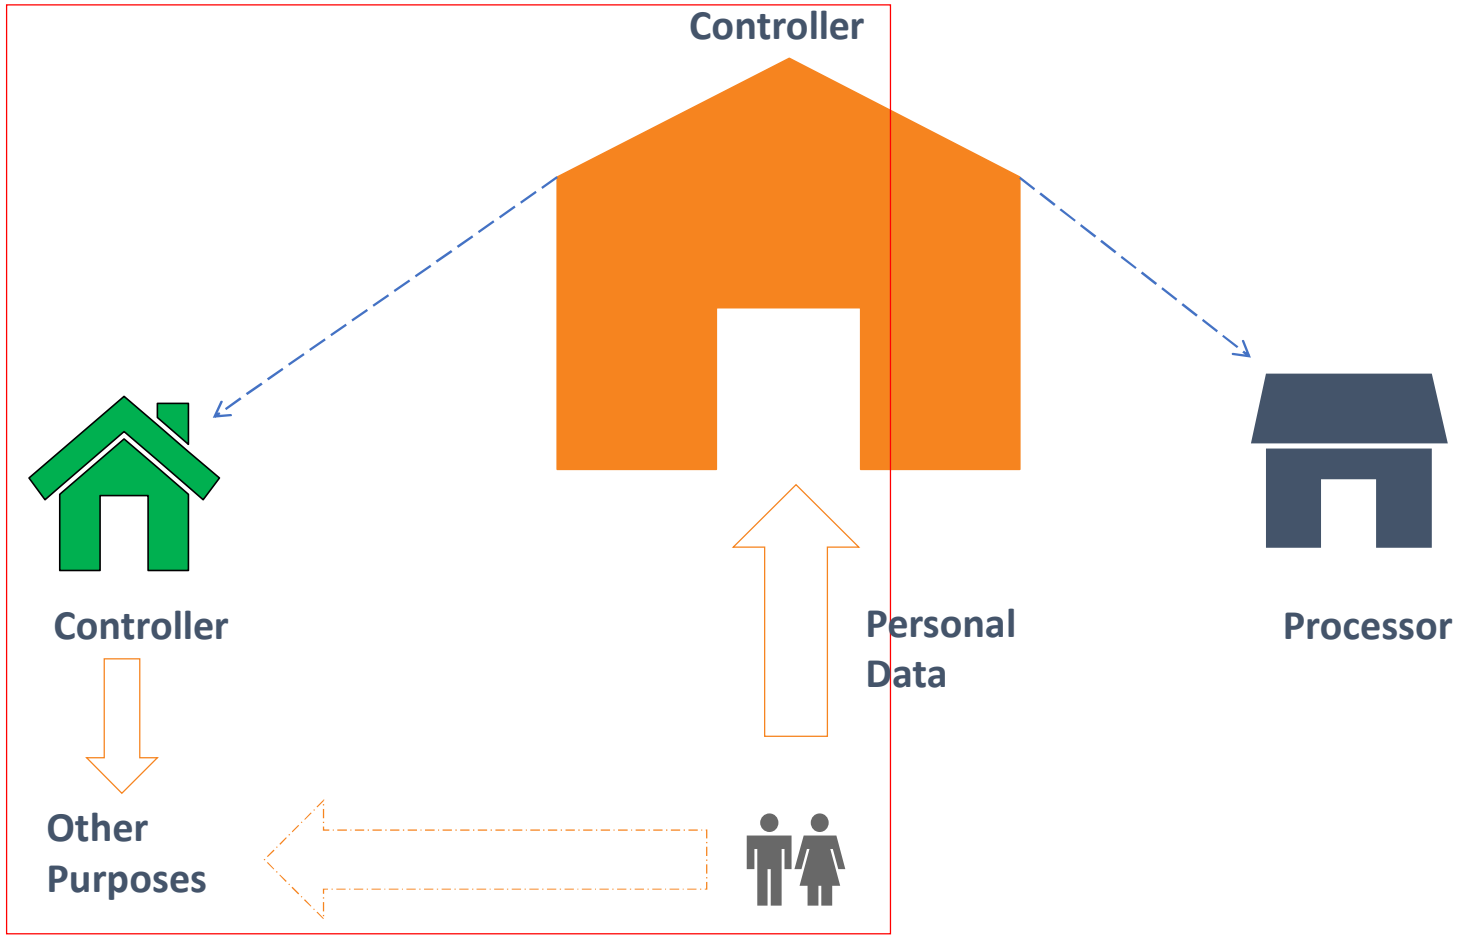 Controller
Controller
Personal
Data
Processor
Other
Purposes